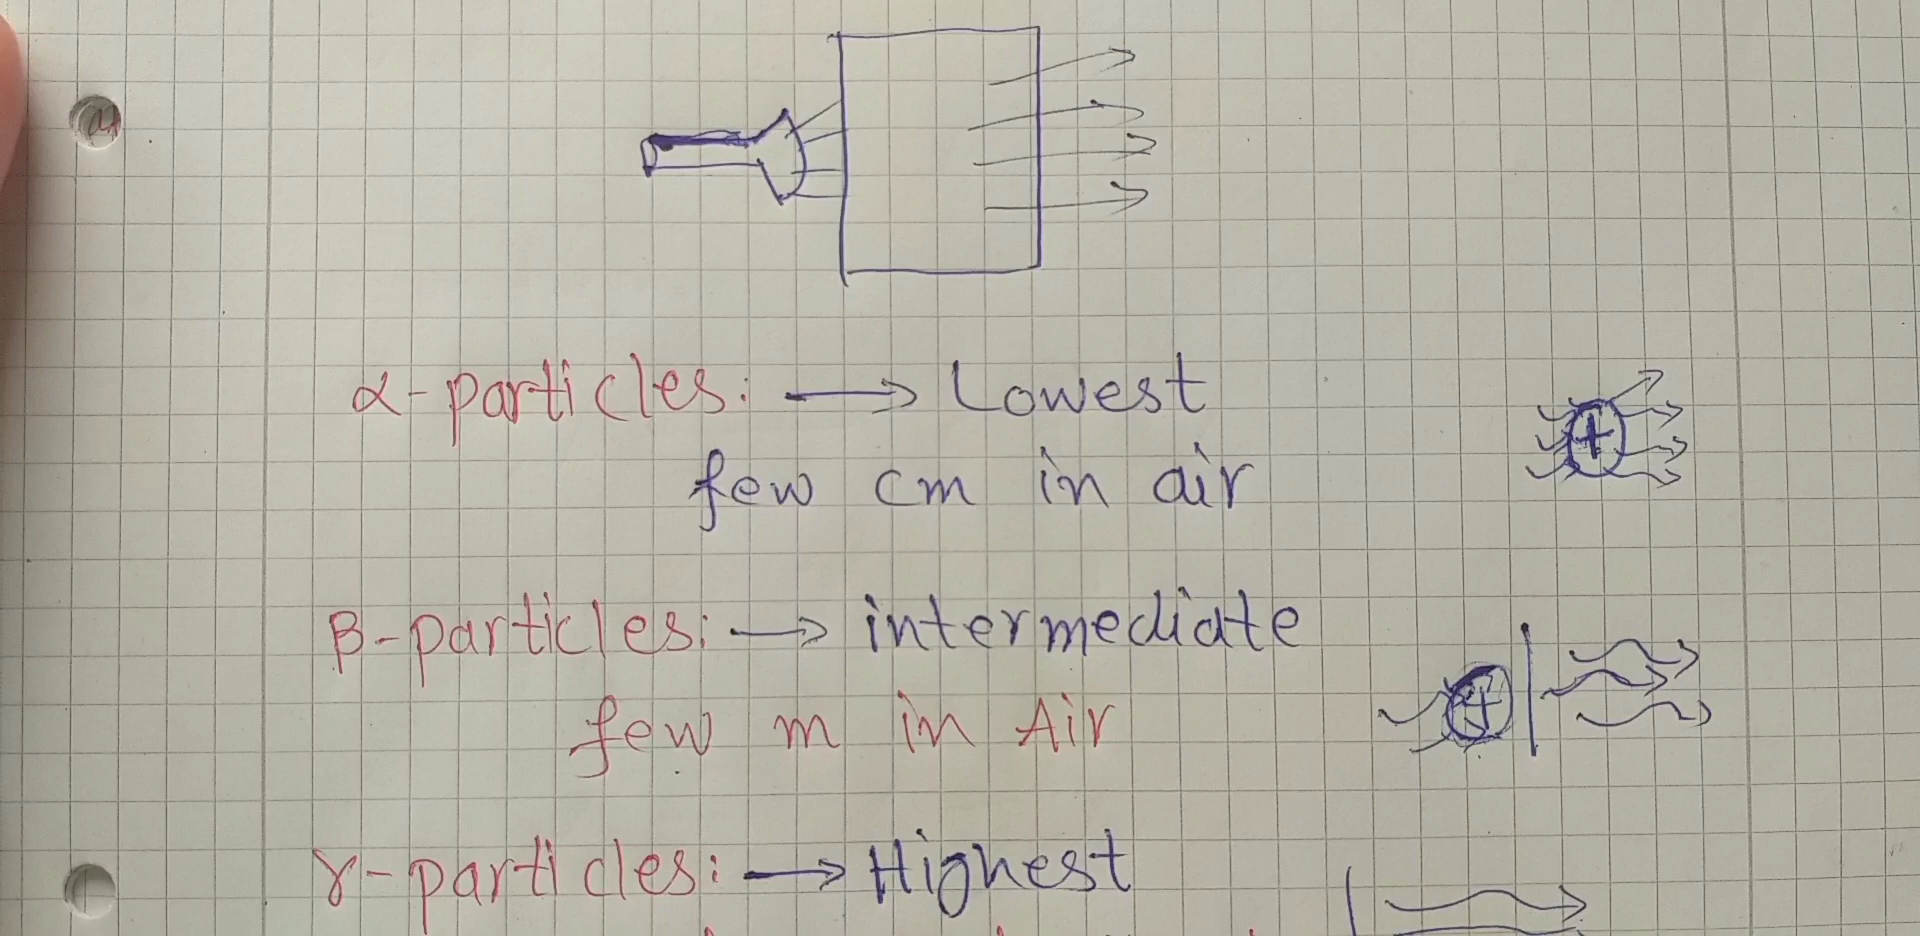 α-particles: → Lowest
few cm in air
+
β-particles: → intermediate
few m in Air
+
γ-particles: → Highest